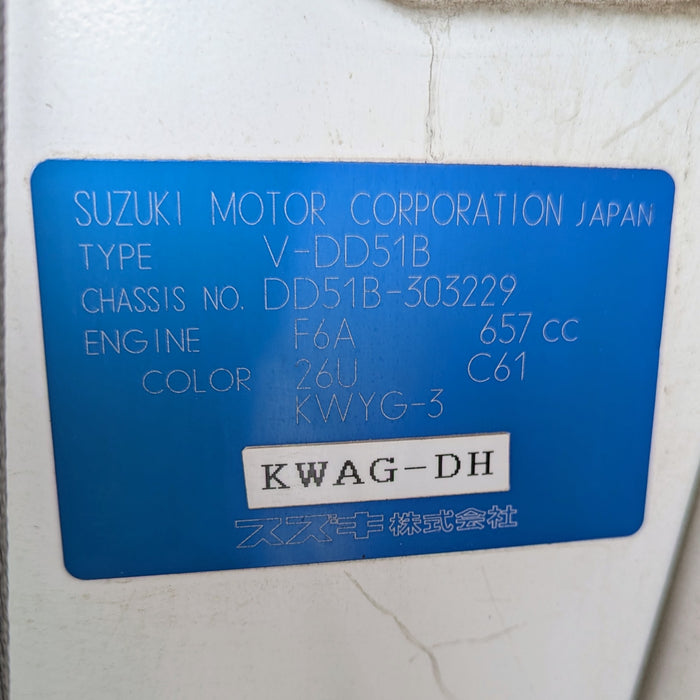 SUZUKI MOTOR CORPORATION JAPAN
TYPE V-DD51B
CHASSIS NO. DD51B-303229
ENGINE F6A 657 cc
COLOR 26U C61
KWYG-3
KWAG-DH
スズキ株式会社